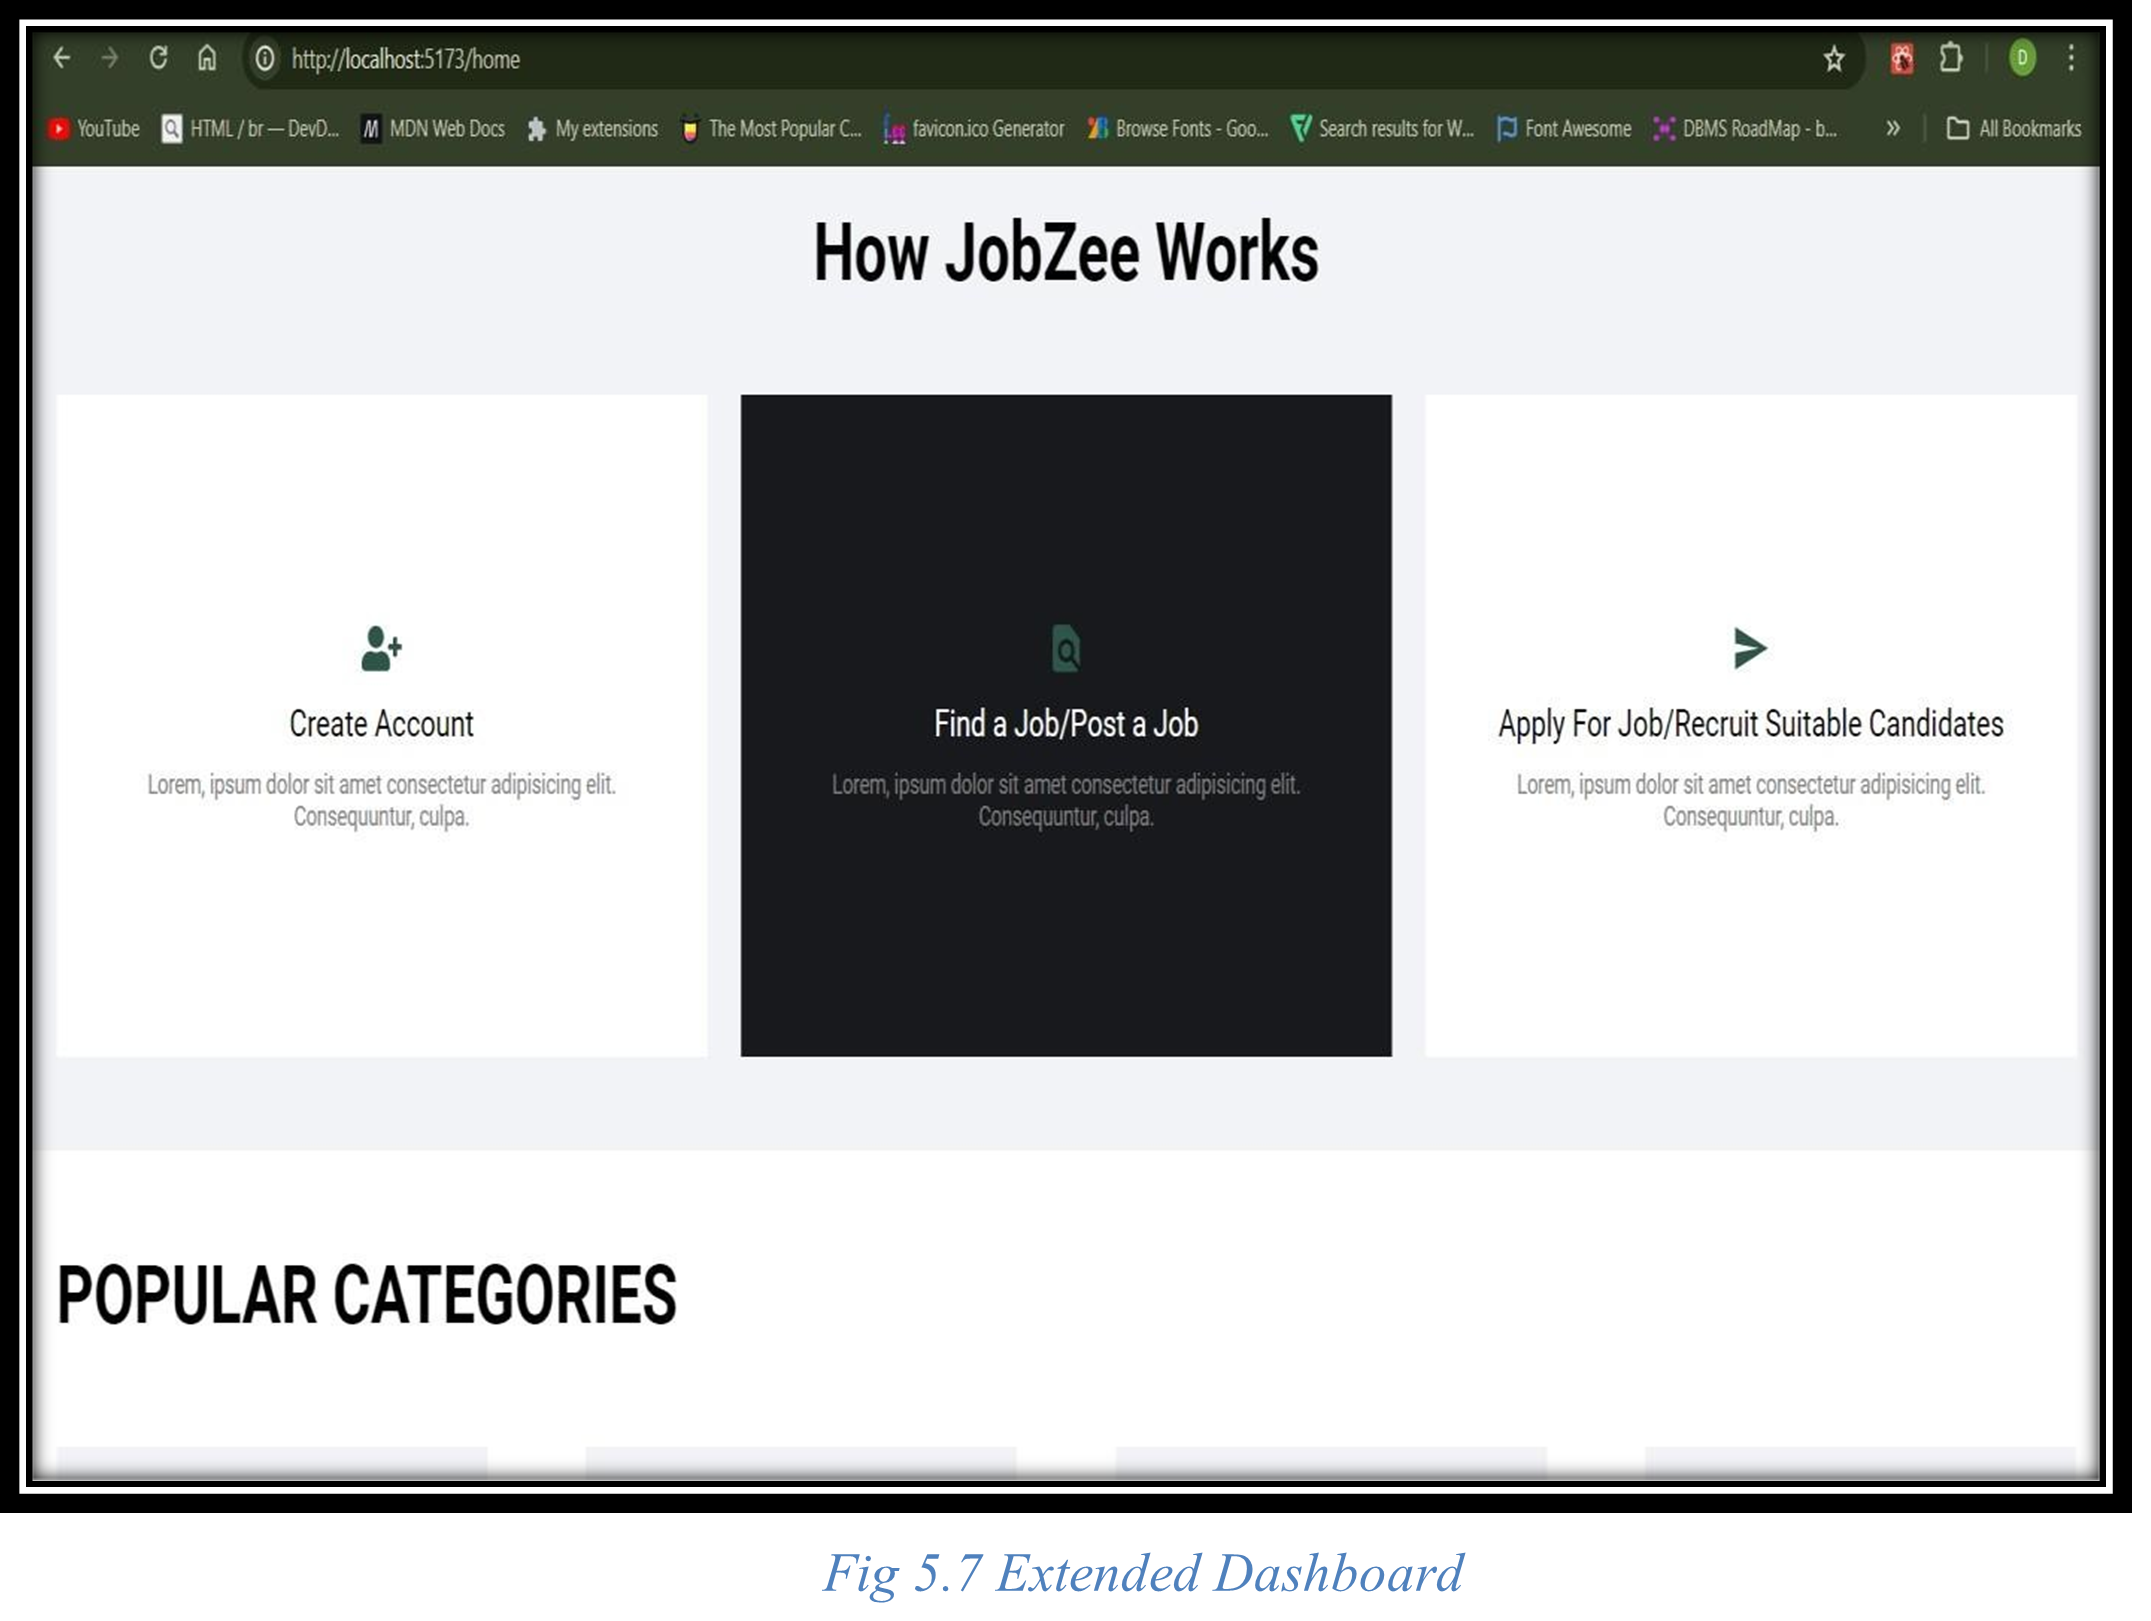 http://localhost:5173/home
D
YouTube HTML / br — DevD... MDN Web Docs My extensions The Most Popular C... favicon.ico Generator Browse Fonts - Goo... Search results for W... Font Awesome DBMS RoadMap - b... » All Bookmarks
How JobZee Works
Create Account
Lorem, ipsum dolor sit amet consectetur adipisicing elit.
Consequuntur, culpa.
Find a Job/Post a Job
Lorem, ipsum dolor sit amet consectetur adipisicing elit.
Consequuntur, culpa.
Apply For Job/Recruit Suitable Candidates
Lorem, ipsum dolor sit amet consectetur adipisicing elit.
Consequuntur, culpa.
POPULAR CATEGORIES
Fig 5.7 Extended Dashboard